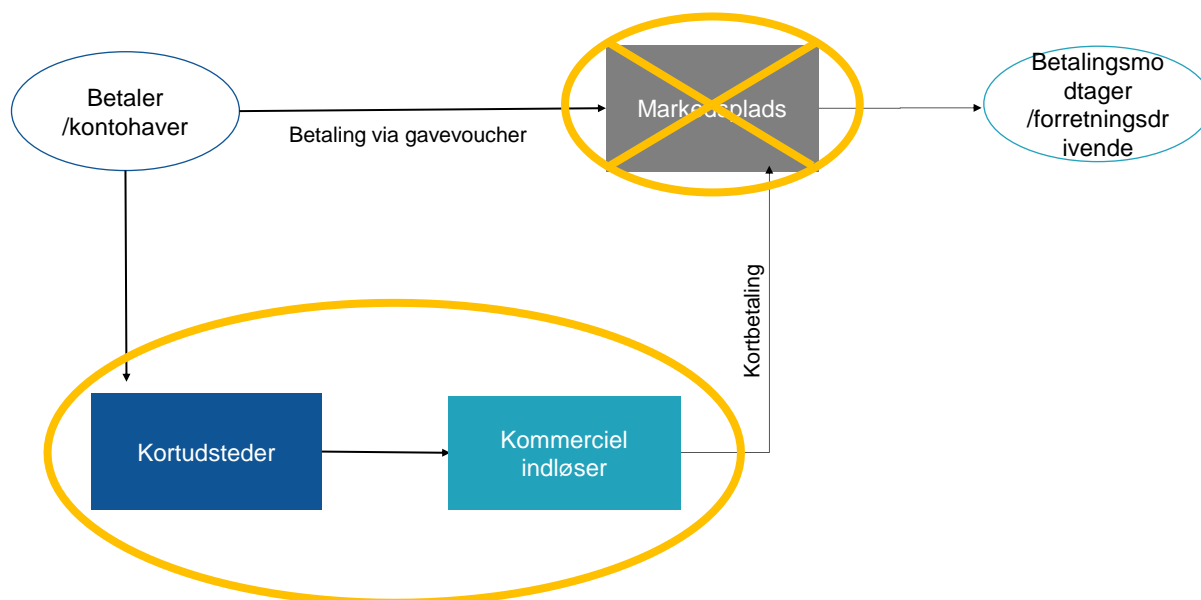 Betaler
/kontohaver
Betaling via gavevoucher
Markedsplads
Betalingsmo
dtager
/forretningsdr
ivende
Kortbetaling
Kortudsteder
Kommerciel
indløser